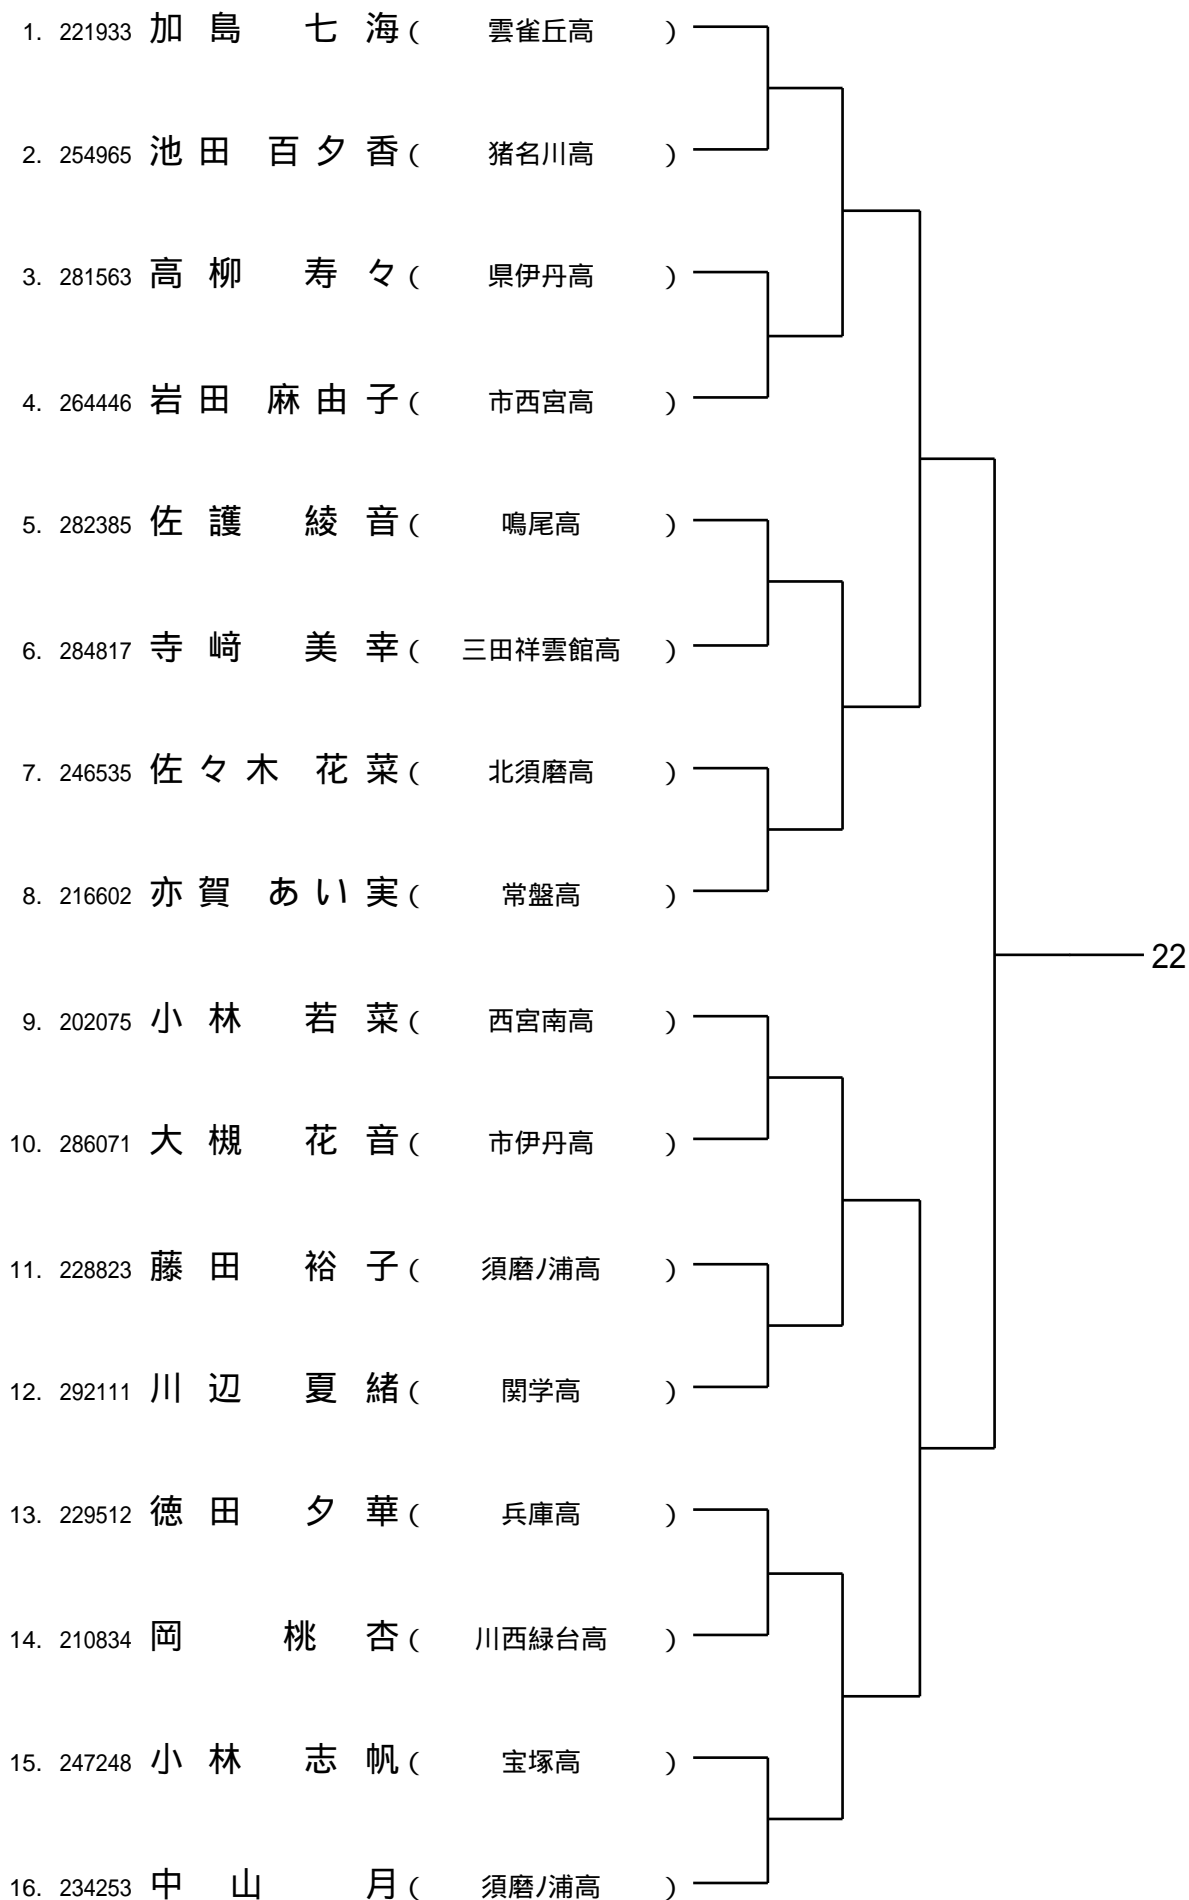 1. 221933 加島 七海 ( 雲雀丘高 )
2. 254965 池田 百夕香 ( 猪名川高 )
3. 281563 高柳 寿々 ( 県伊丹高 )
4. 264446 岩田 麻由子 ( 市西宮高 )
5. 282385 佐護 綾音 ( 鳴尾高 )
6. 284817 寺﨑 美幸 ( 三田祥雲館高 )
7. 246535 佐々木 花菜 ( 北須磨高 )
8. 216602 亦賀 あい実 ( 常盤高 )
22
9. 202075 小林 若菜 ( 西宮南高 )
10. 286071 大槻 花音 ( 市伊丹高 )
11. 228823 藤田 裕子 ( 須磨ノ浦高 )
12. 292111 川辺 夏緒 ( 関学高 )
13. 229512 徳田 夕華 ( 兵庫高 )
14. 210834 岡 桃杏 ( 川西緑台高 )
15. 247248 小林 志帆 ( 宝塚高 )
16. 234253 中山 月 ( 須磨ノ浦高 )